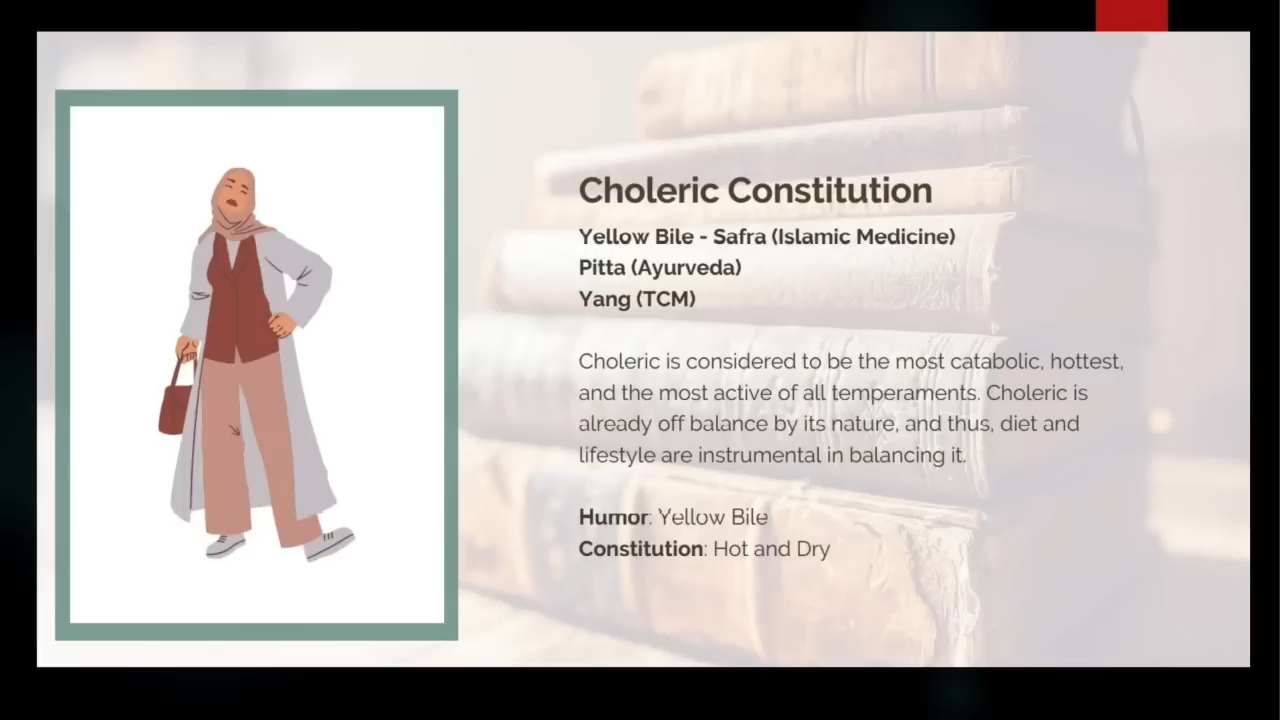 Choleric Constitution
Yellow Bile - Safra (Islamic Medicine)
Pitta (Ayurveda)
Yang (TCM)
Choleric is considered to be the most catabolic, hottest,
and the most active of all temperaments. Choleric is
already off balance by its nature, and thus, diet and
lifestyle are instrumental in balancing it.
Humor: Yellow Bile
Constitution: Hot and Dry